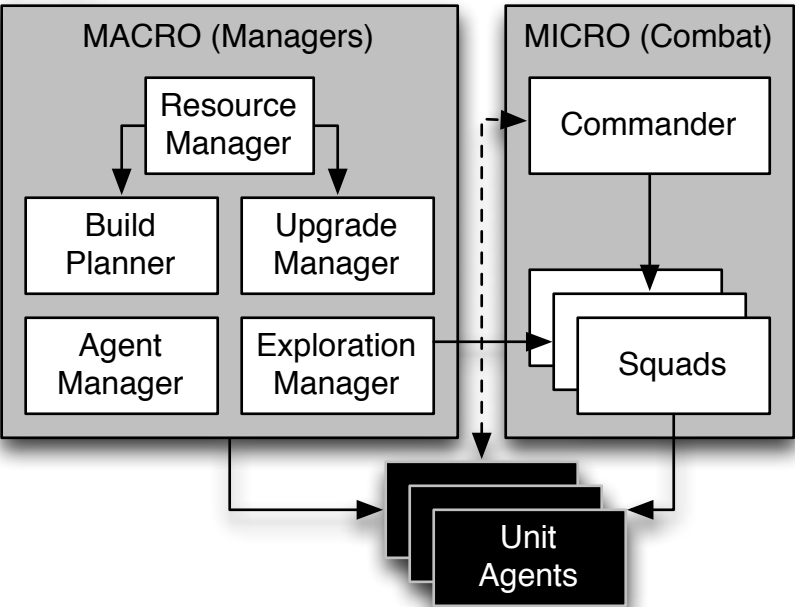 MACRO (Managers)
Resource
Manager
Build
Planner
Upgrade
Manager
Agent
Manager
Exploration
Manager
MICRO (Combat)
Commander
Squads
Unit
Agents